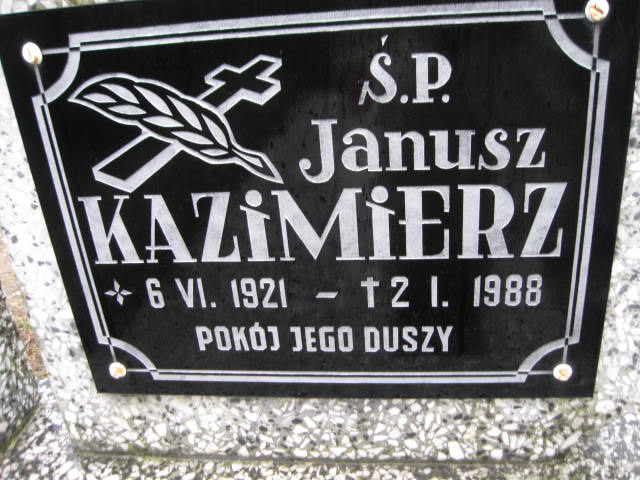 Ś.P.
Janusz
KAZiMiERZ
6 VI. 1921 – † 2 I. 1988
POKÓJ JEGO DUSZY